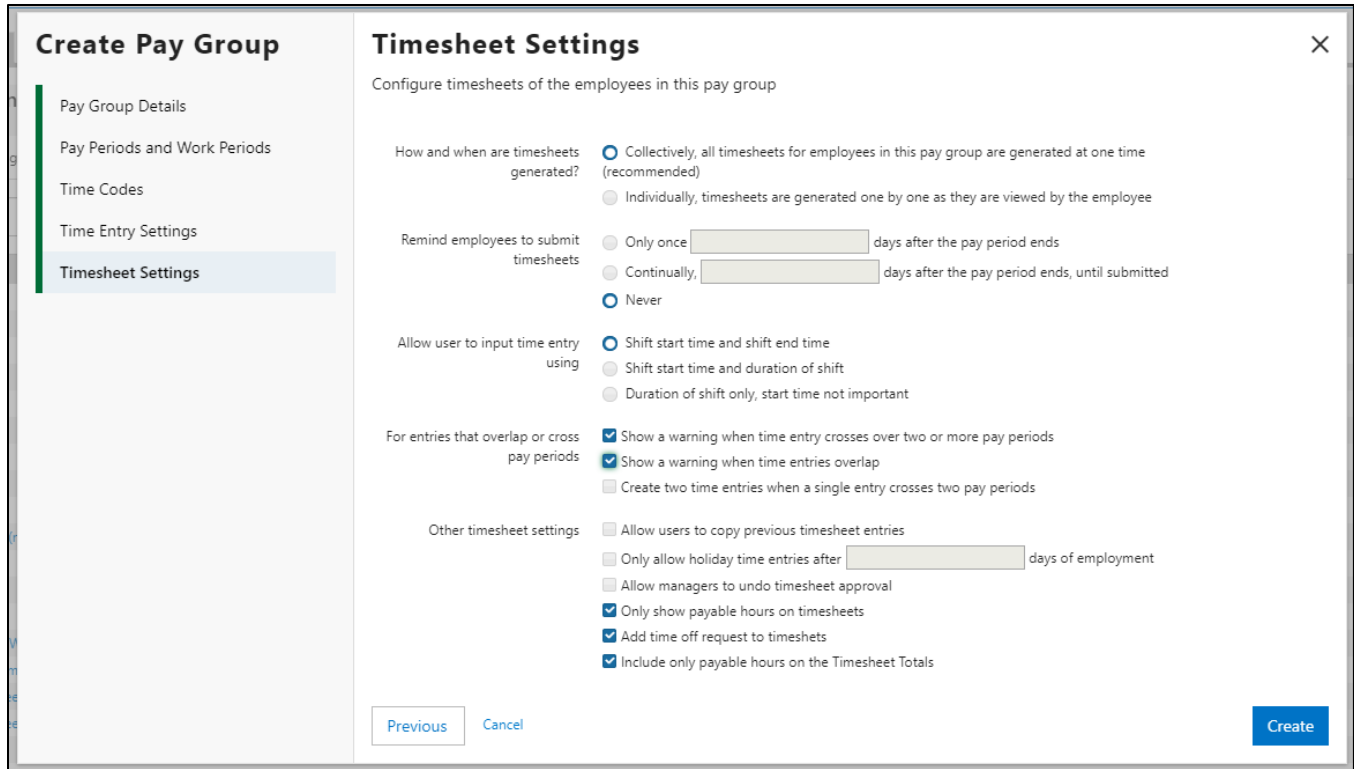 Create Pay Group
Pay Group Details
Pay Periods and Work Periods
Time Codes
Time Entry Settings
Timesheet Settings
Timesheet Settings
Configure timesheets of the employees in this pay group
How and when are timesheets
generated?
Collectively, all timesheets for employees in this pay group are generated at one time
(recommended)
Individually, timesheets are generated one by one as they are viewed by the employee
Remind employees to submit
timesheets
Only once days after the pay period ends
Continually, days after the pay period ends, until submitted
Never
Allow user to input time entry
using
Shift start time and shift end time
Shift start time and duration of shift
Duration of shift only, start time not important
For entries that overlap or cross
pay periods
Show a warning when time entry crosses over two or more pay periods
Show a warning when time entries overlap
Create two time entries when a single entry crosses two pay periods
Other timesheet settings
Allow users to copy previous timesheet entries
Only allow holiday time entries after days of employment
Allow managers to undo timesheet approval
Only show payable hours on timesheets
Add time off request to timeshets
Include only payable hours on the Timesheet Totals
Previous
Cancel
Create